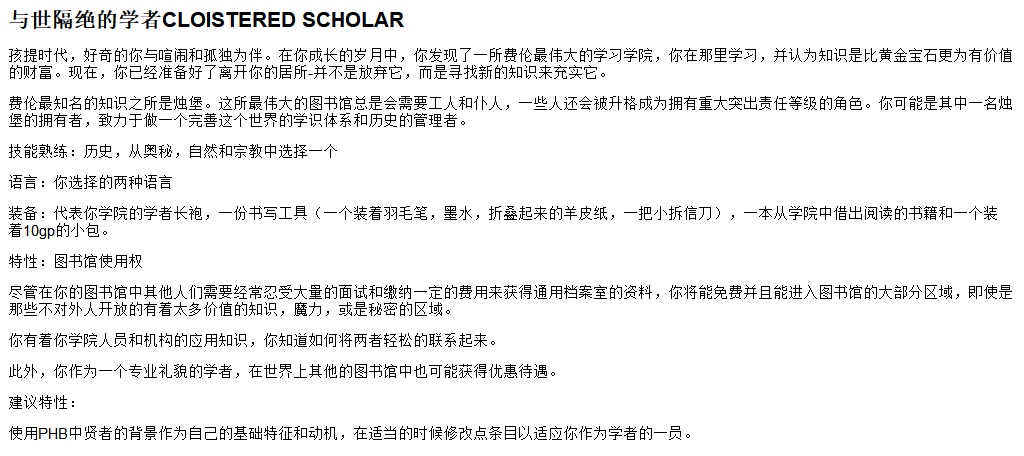 与世隔绝的学者CLOISTERED SCHOLAR
孩提时代，好奇的你与喧闹和孤独为伴。在你成长的岁月中，你发现了一所费伦最伟大的学习学院，你在那里学习，并认为知识是比黄金宝石更为有价值
的财富。现在，你已经准备好了离开你的居所-并不是放弃它，而是寻找新的知识来充实它。
费伦最知名的知识之所是烛堡。这所最伟大的图书馆总是会需要工人和仆人，一些人还会被升格成为拥有重大突出责任等级的角色。你可能是其中一名烛
堡的拥有者，致力于做一个完善这个世界的学识体系和历史的管理者。
技能熟练：历史，从奥秘，自然和宗教中选择一个
语言：你选择的两种语言
装备：代表你学院的学者长袍，一份书写工具（一个装着羽毛笔，墨水，折叠起来的羊皮纸，一把小拆信刀），一本从学院中借出阅读的书籍和一个装
着10gp的小包。
特性：图书馆使用权
尽管在你的图书馆中其他人们需要经常忍受大量的面试和缴纳一定的费用来获得通用档案室的资料，你将能免费并且能进入图书馆的大部分区域，即使是
那些不对外人开放的有着太多价值的知识，魔力，或是秘密的区域。
你有着你学院人员和机构的应用知识，你知道如何将两者轻松的联系起来。
此外，你作为一个专业礼貌的学者，在世界上其他的图书馆中也可能获得优惠待遇。
建议特性：
使用PHB中贤者的背景作为自己的基础特征和动机，在适当的时候修改点条目以适应你作为学者的一员。